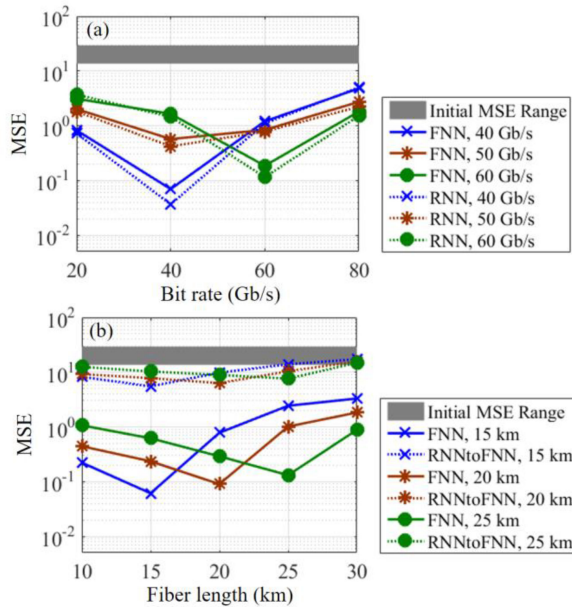 (a)
10^2
10^1
10^0
10^-1
10^-2
MSE
20
40
60
80
Bit rate (Gb/s)
Initial MSE Range
FNN, 40 Gb/s
FNN, 50 Gb/s
FNN, 60 Gb/s
RNN, 40 Gb/s
RNN, 50 Gb/s
RNN, 60 Gb/s
(b)
10^2
10^1
10^0
10^-1
10^-2
MSE
10
15
20
25
30
Fiber length (km)
Initial MSE Range
FNN, 15 km
RNNtoFNN, 15 km
FNN, 20 km
RNNtoFNN, 20 km
FNN, 25 km
RNNtoFNN, 25 km